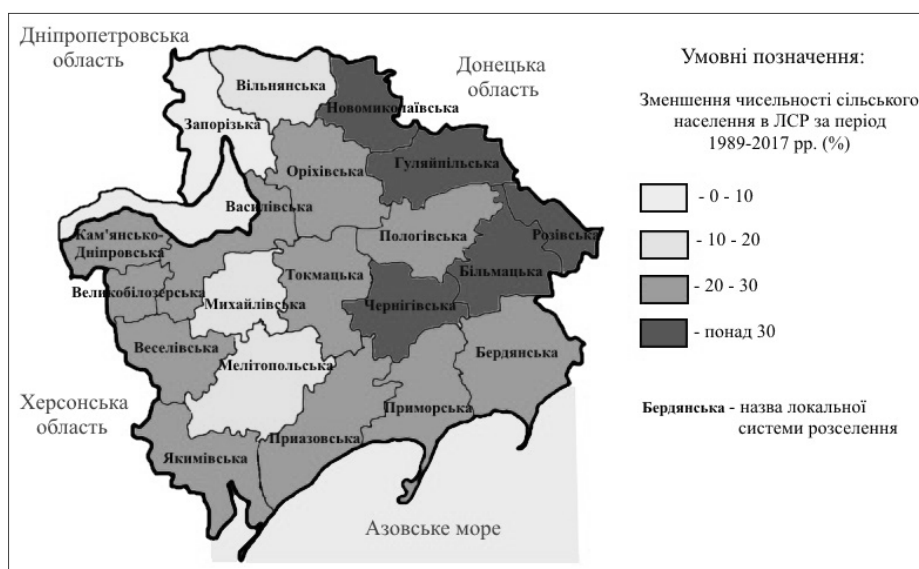 Дніпропетровська
область
Донецька
область
Вільнянська
Новомиколаївська
Запорізька
Гуляйпільська
Оріхівська
Василівська
Пологівська
Розівська
Кам'янсько-
Дніпровська
Більмацька
Токмацька
Великобілозерська
Михайлівська
Чернігівська
Веселівська
Бердянська
Мелітопольська
Херсонська
область
Приморська
Приазовська
Якимівська
Азовське море
Умовні позначення:
Зменшення чисельності сільського
населення в ЛСР за період
1989-2017 рр. (%)
- 0 - 10
- 10 - 20
- 20 - 30
- понад 30
Бердянська - назва локальної
системи розселення